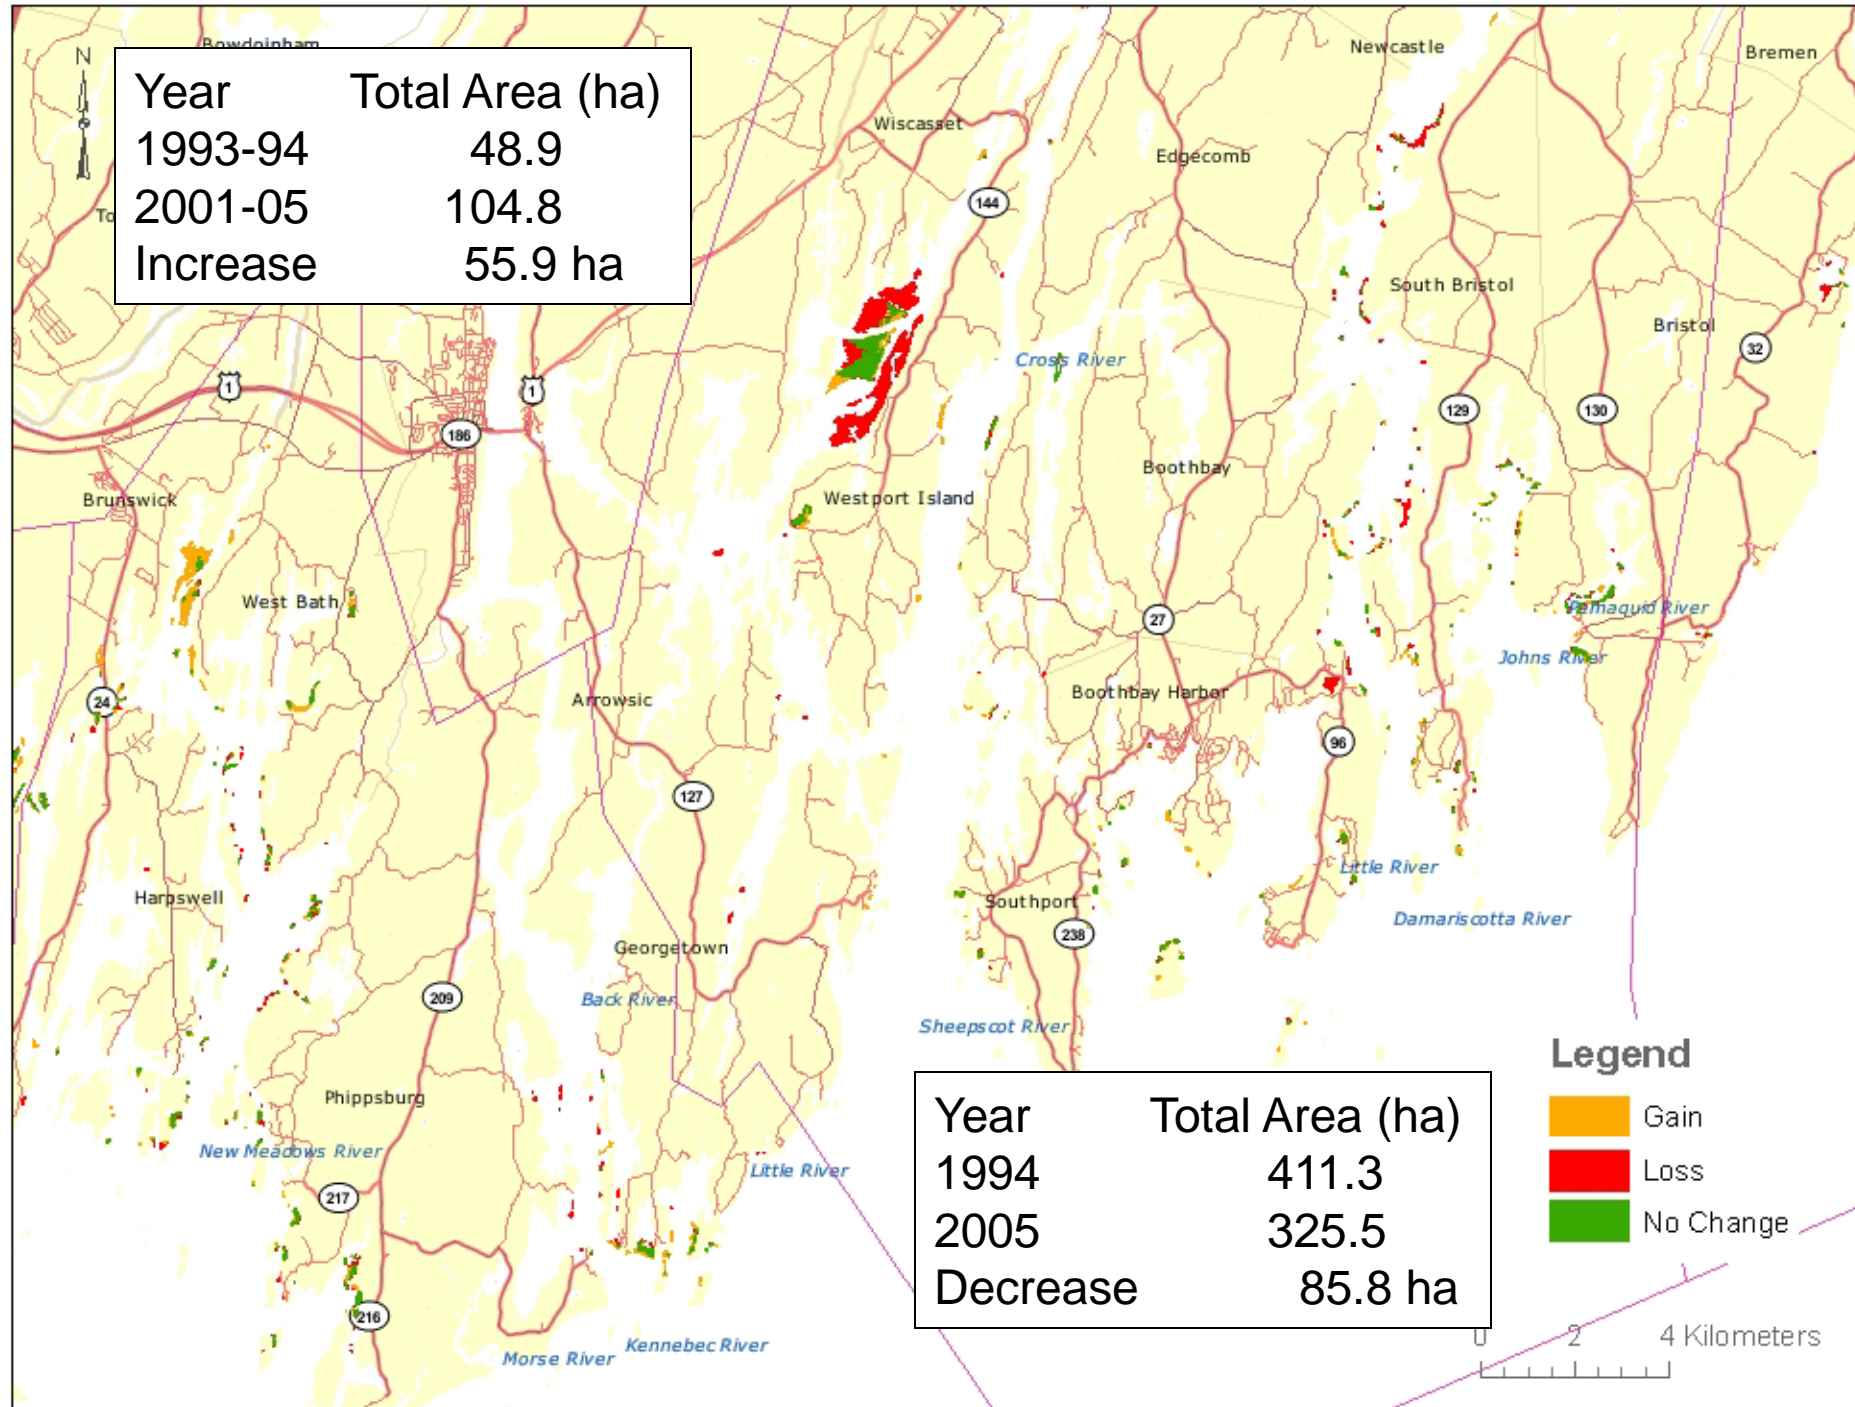 Bowdoinham
N
Year Total Area (ha)
1993-94 48.9
2001-05 104.8
Increase 55.9 ha
To
Newcastle
Bremen
Wiscasset
Edgecomb
144
South Bristol
Bristol
32
Cross River
1
1
186
129
130
Brunswick
Westport Island
Boothbay
West Bath
27
Pemaquid River
Johns River
24
Arrowsic
Boothbay Harbor
96
127
Harpswell
Little River
Southport
Damariscotta River
238
Georgetown
209
Back River
Sheepscot River
Phippsburg
New Meadows River
Little River
217
216
Morse River
Kennebec River
Year Total Area (ha)
1994 411.3
2005 325.5
Decrease 85.8 ha
Legend
Gain
Loss
No Change
0 2 4 Kilometers